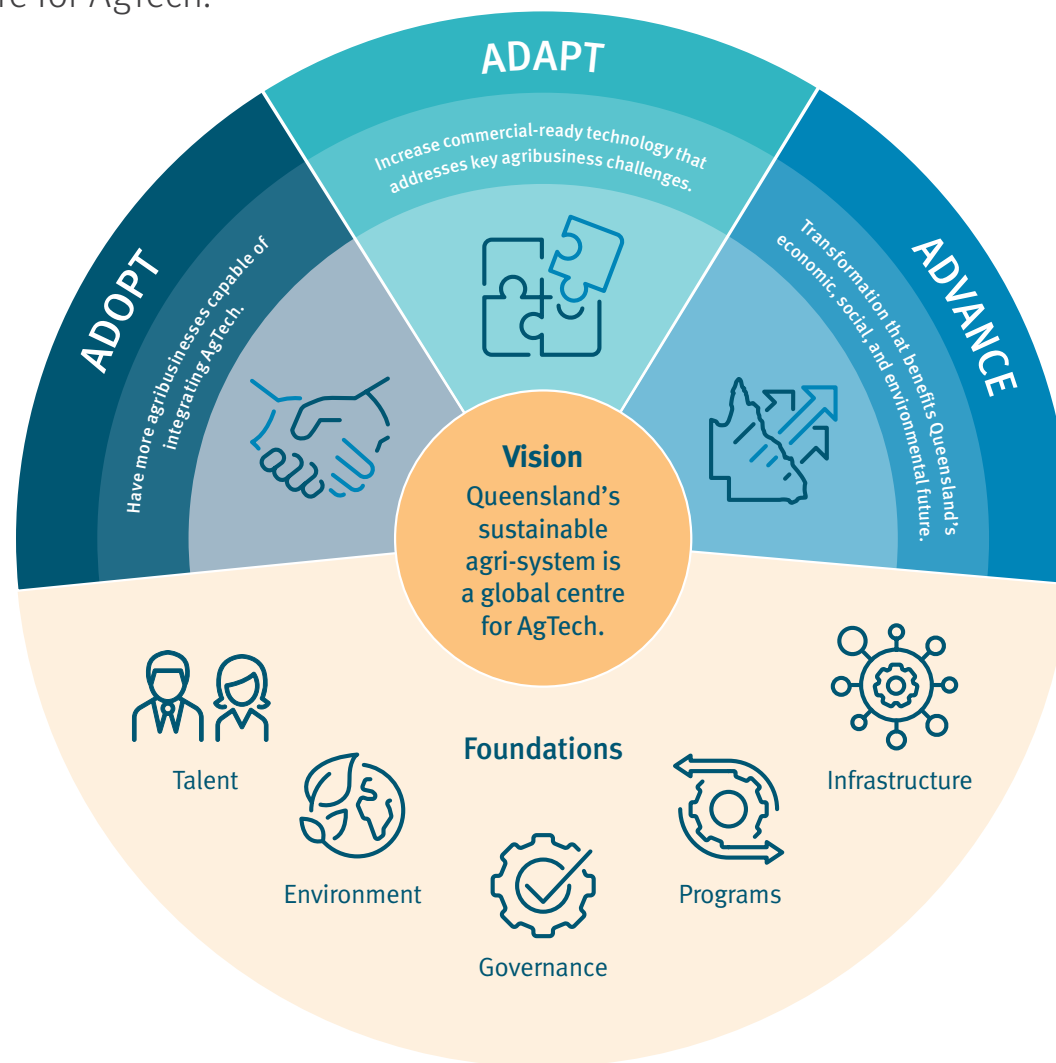 re for AgTech.
ADAPT
Increase commercial-ready technology that
addresses key agribusiness challenges.
ADOPT
Have more agribusinesses capable of
integrating AgTech.
ADVANCE
Transformation that benefits Queensland's
economic, social, and environmental future.
Vision
Queensland's
sustainable
agri-system is
a global centre
for AgTech.
Foundations
Talent
Environment
Governance
Programs
Infrastructure